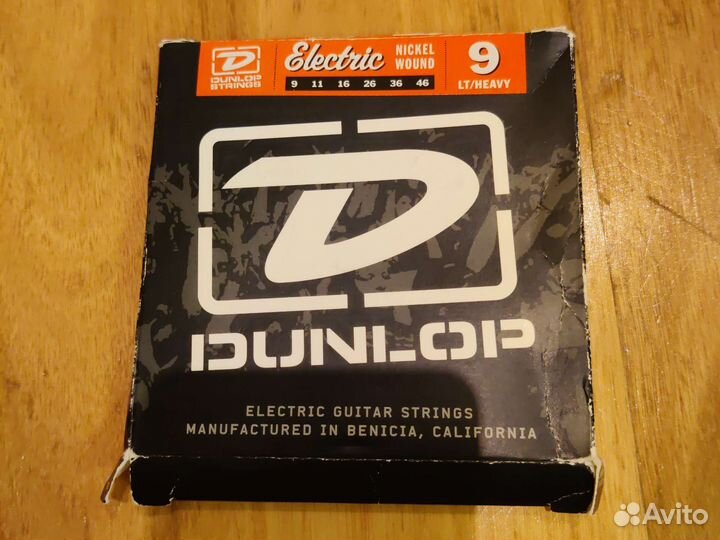 DUNLOP
STRINGS
Electric
NICKEL
WOUND
9 11 16 26 36 46
9
LT/HEAVY
DUNLOP
ELECTRIC GUITAR STRINGS
MANUFACTURED IN BENICIA, CALIFORNIA
Avito